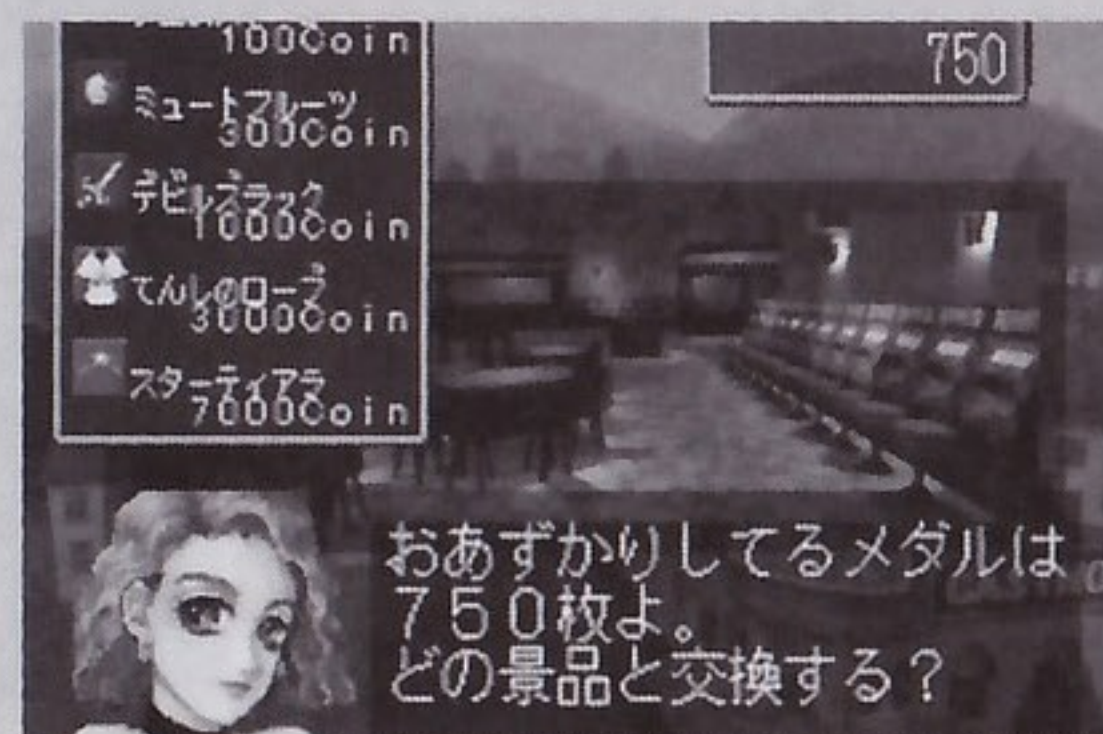 100Coin
ミュートフルーツ
300Coin
デビルブラック
1000Coin
てんしのローブ
3000Coin
スターティアラ
7000Coin
750
おあずかりしてるメダルは
750枚よ。
どの景品と交換する？